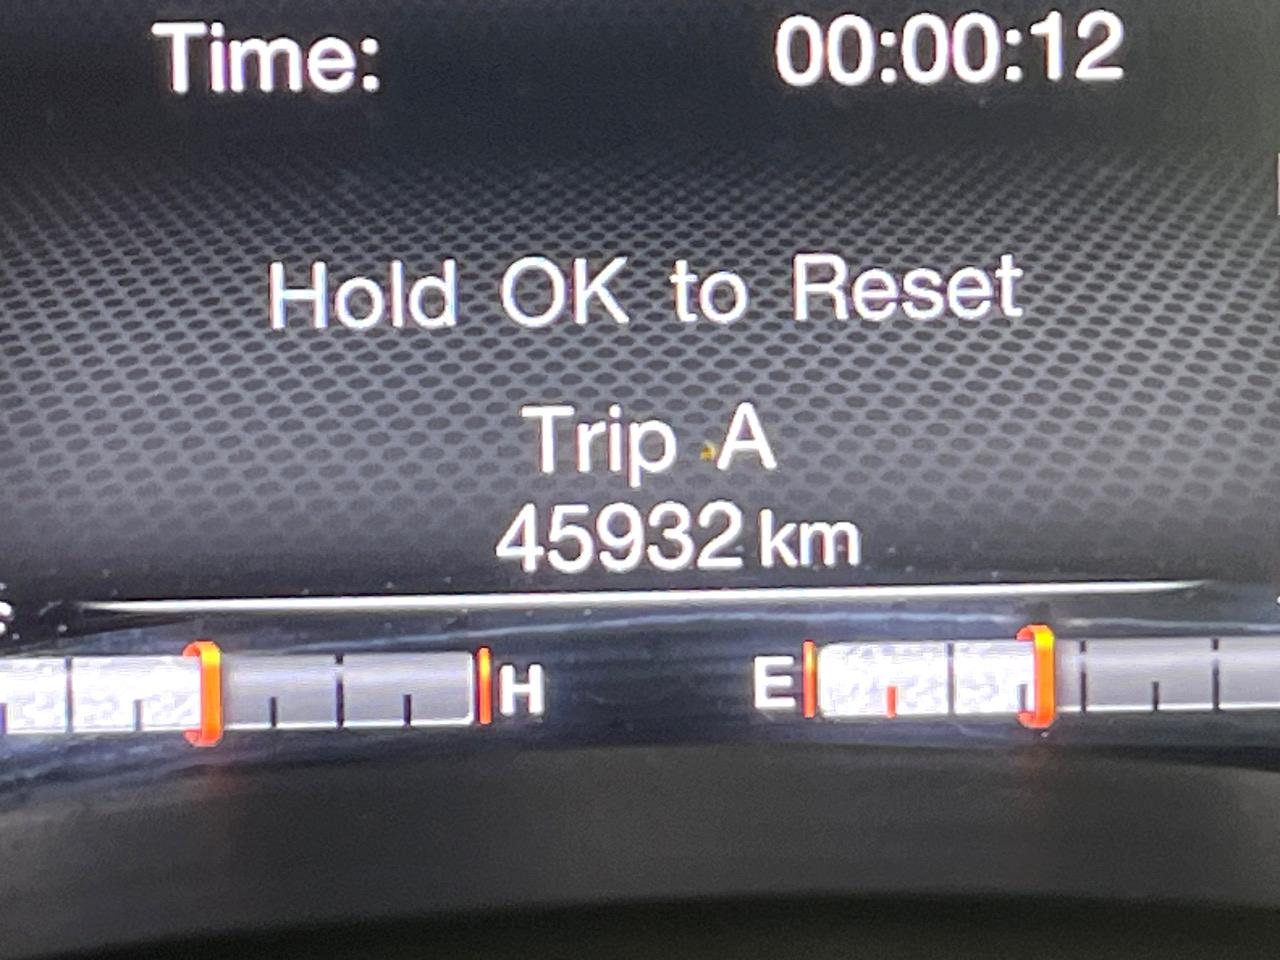 Time: 00:00:12
Hold OK to Reset
Trip A
45932 km
H E